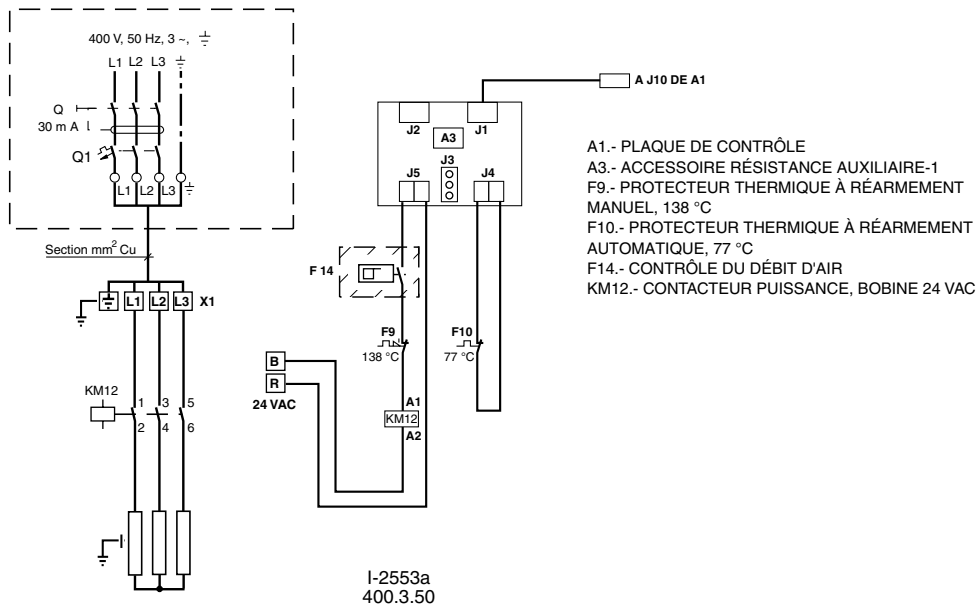 400 V, 50 Hz, 3 ~,
L1 L2 L3
Q
30 m A
Q1
L1 L2 L3
Section mm² Cu
L1 L2 L3 X1
KM12
1 3 5
2 4 6
A J10 DE A1
J2 J1
A3
J3
J5 J4
F 14
F9
138 °C
F10
77 °C
B
R
24 VAC
A1
KM12
A2
A1.- PLAQUE DE CONTRÔLE
A3.- ACCESSOIRE RÉSISTANCE AUXILIAIRE-1
F9.- PROTECTEUR THERMIQUE À RÉARMEMENT
MANUEL, 138 °C
F10.- PROTECTEUR THERMIQUE À RÉARMEMENT
AUTOMATIQUE, 77 °C
F14.- CONTRÔLE DU DÉBIT D'AIR
KM12.- CONTACTEUR PUISSANCE, BOBINE 24 VAC
I-2553a
400.3.50